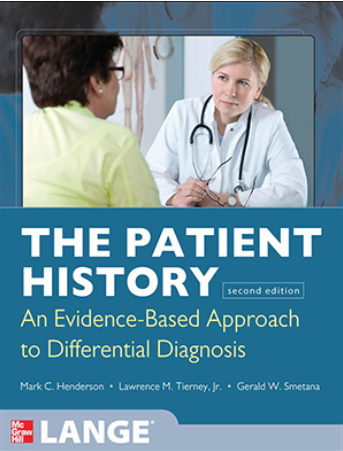 THE PATIENT
HISTORY second edition
An Evidence-Based Approach
to Differential Diagnosis
Mark C. Henderson • Lawrence M. Tierney, Jr. • Gerald W. Smetana
Mc
Graw
Hill
LANGE®